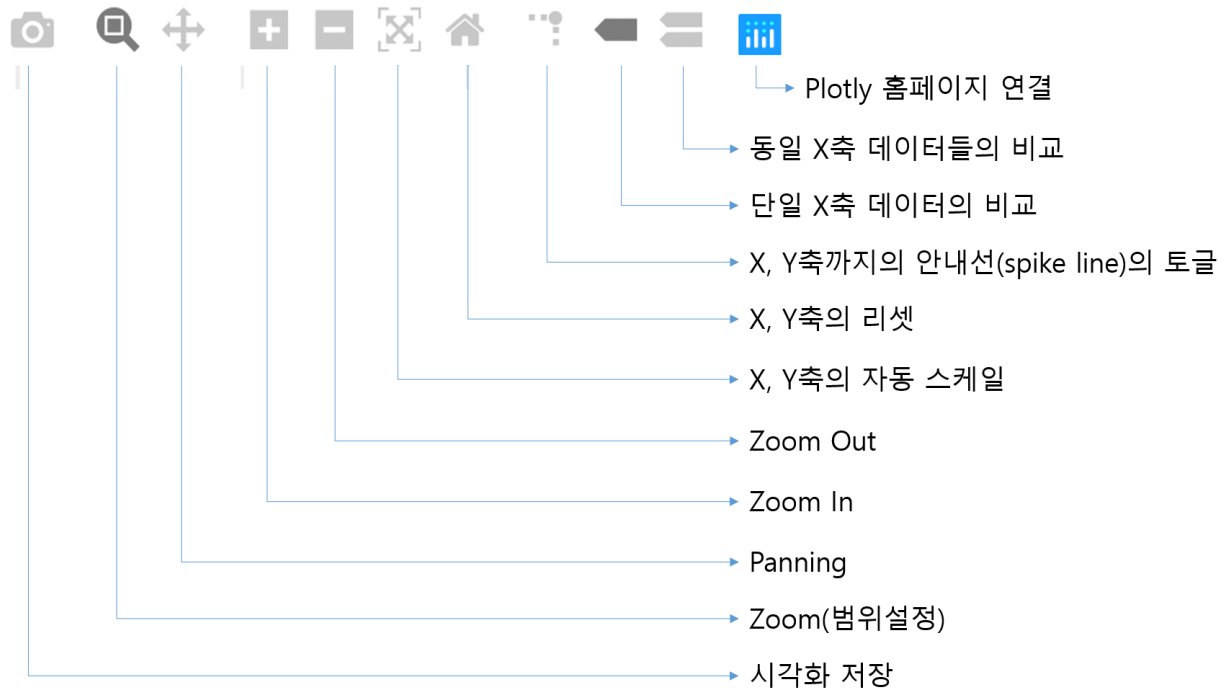 Plotly 홈페이지 연결
동일 X축 데이터들의 비교
단일 X축 데이터의 비교
X, Y축까지의 안내선(spike line)의 토글
X, Y축의 리셋
X, Y축의 자동 스케일
Zoom Out
Zoom In
Panning
Zoom(범위설정)
시각화 저장